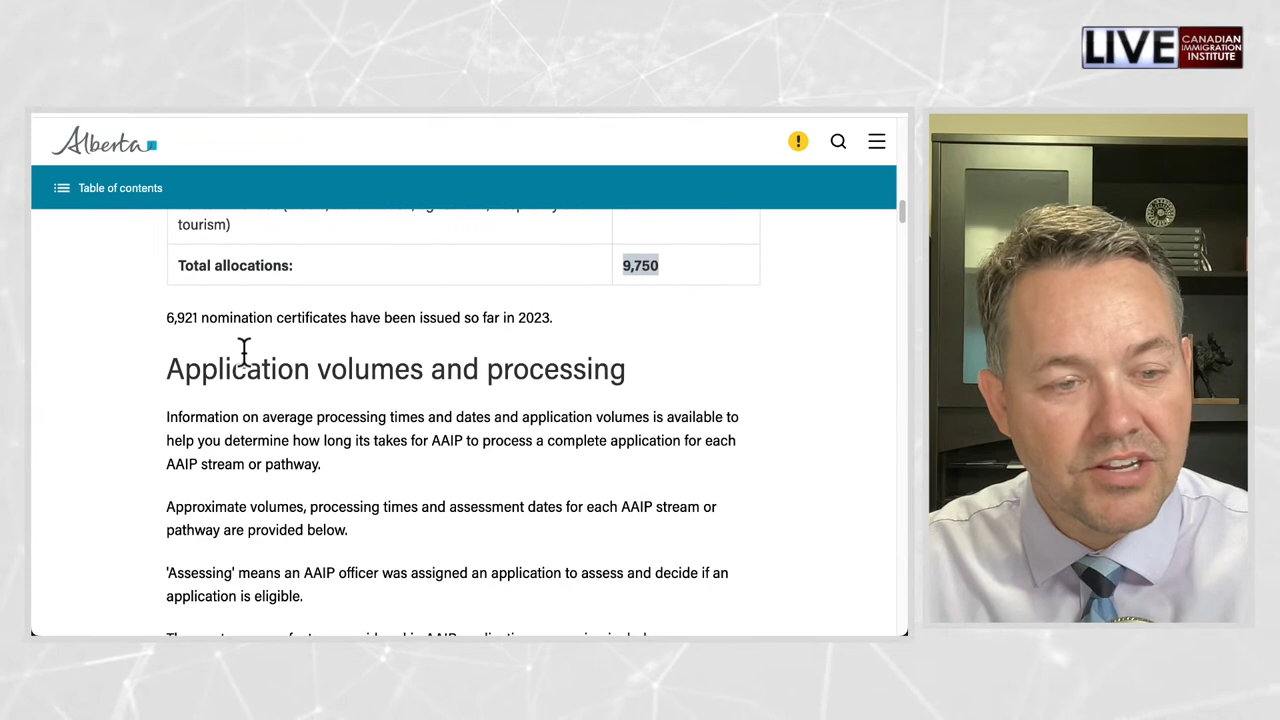 LIVE CANADIAN
IMMIGRATION
INSTITUTE
Alberta
!
Table of contents
tourism)
Total allocations: 9,750
6,921 nomination certificates have been issued so far in 2023.
Application volumes and processing
Information on average processing times and dates and application volumes is available to
help you determine how long its takes for AAIP to process a complete application for each
AAIP stream or pathway.
Approximate volumes, processing times and assessment dates for each AAIP stream or
pathway are provided below.
'Assessing' means an AAIP officer was assigned an application to assess and decide if an
application is eligible.